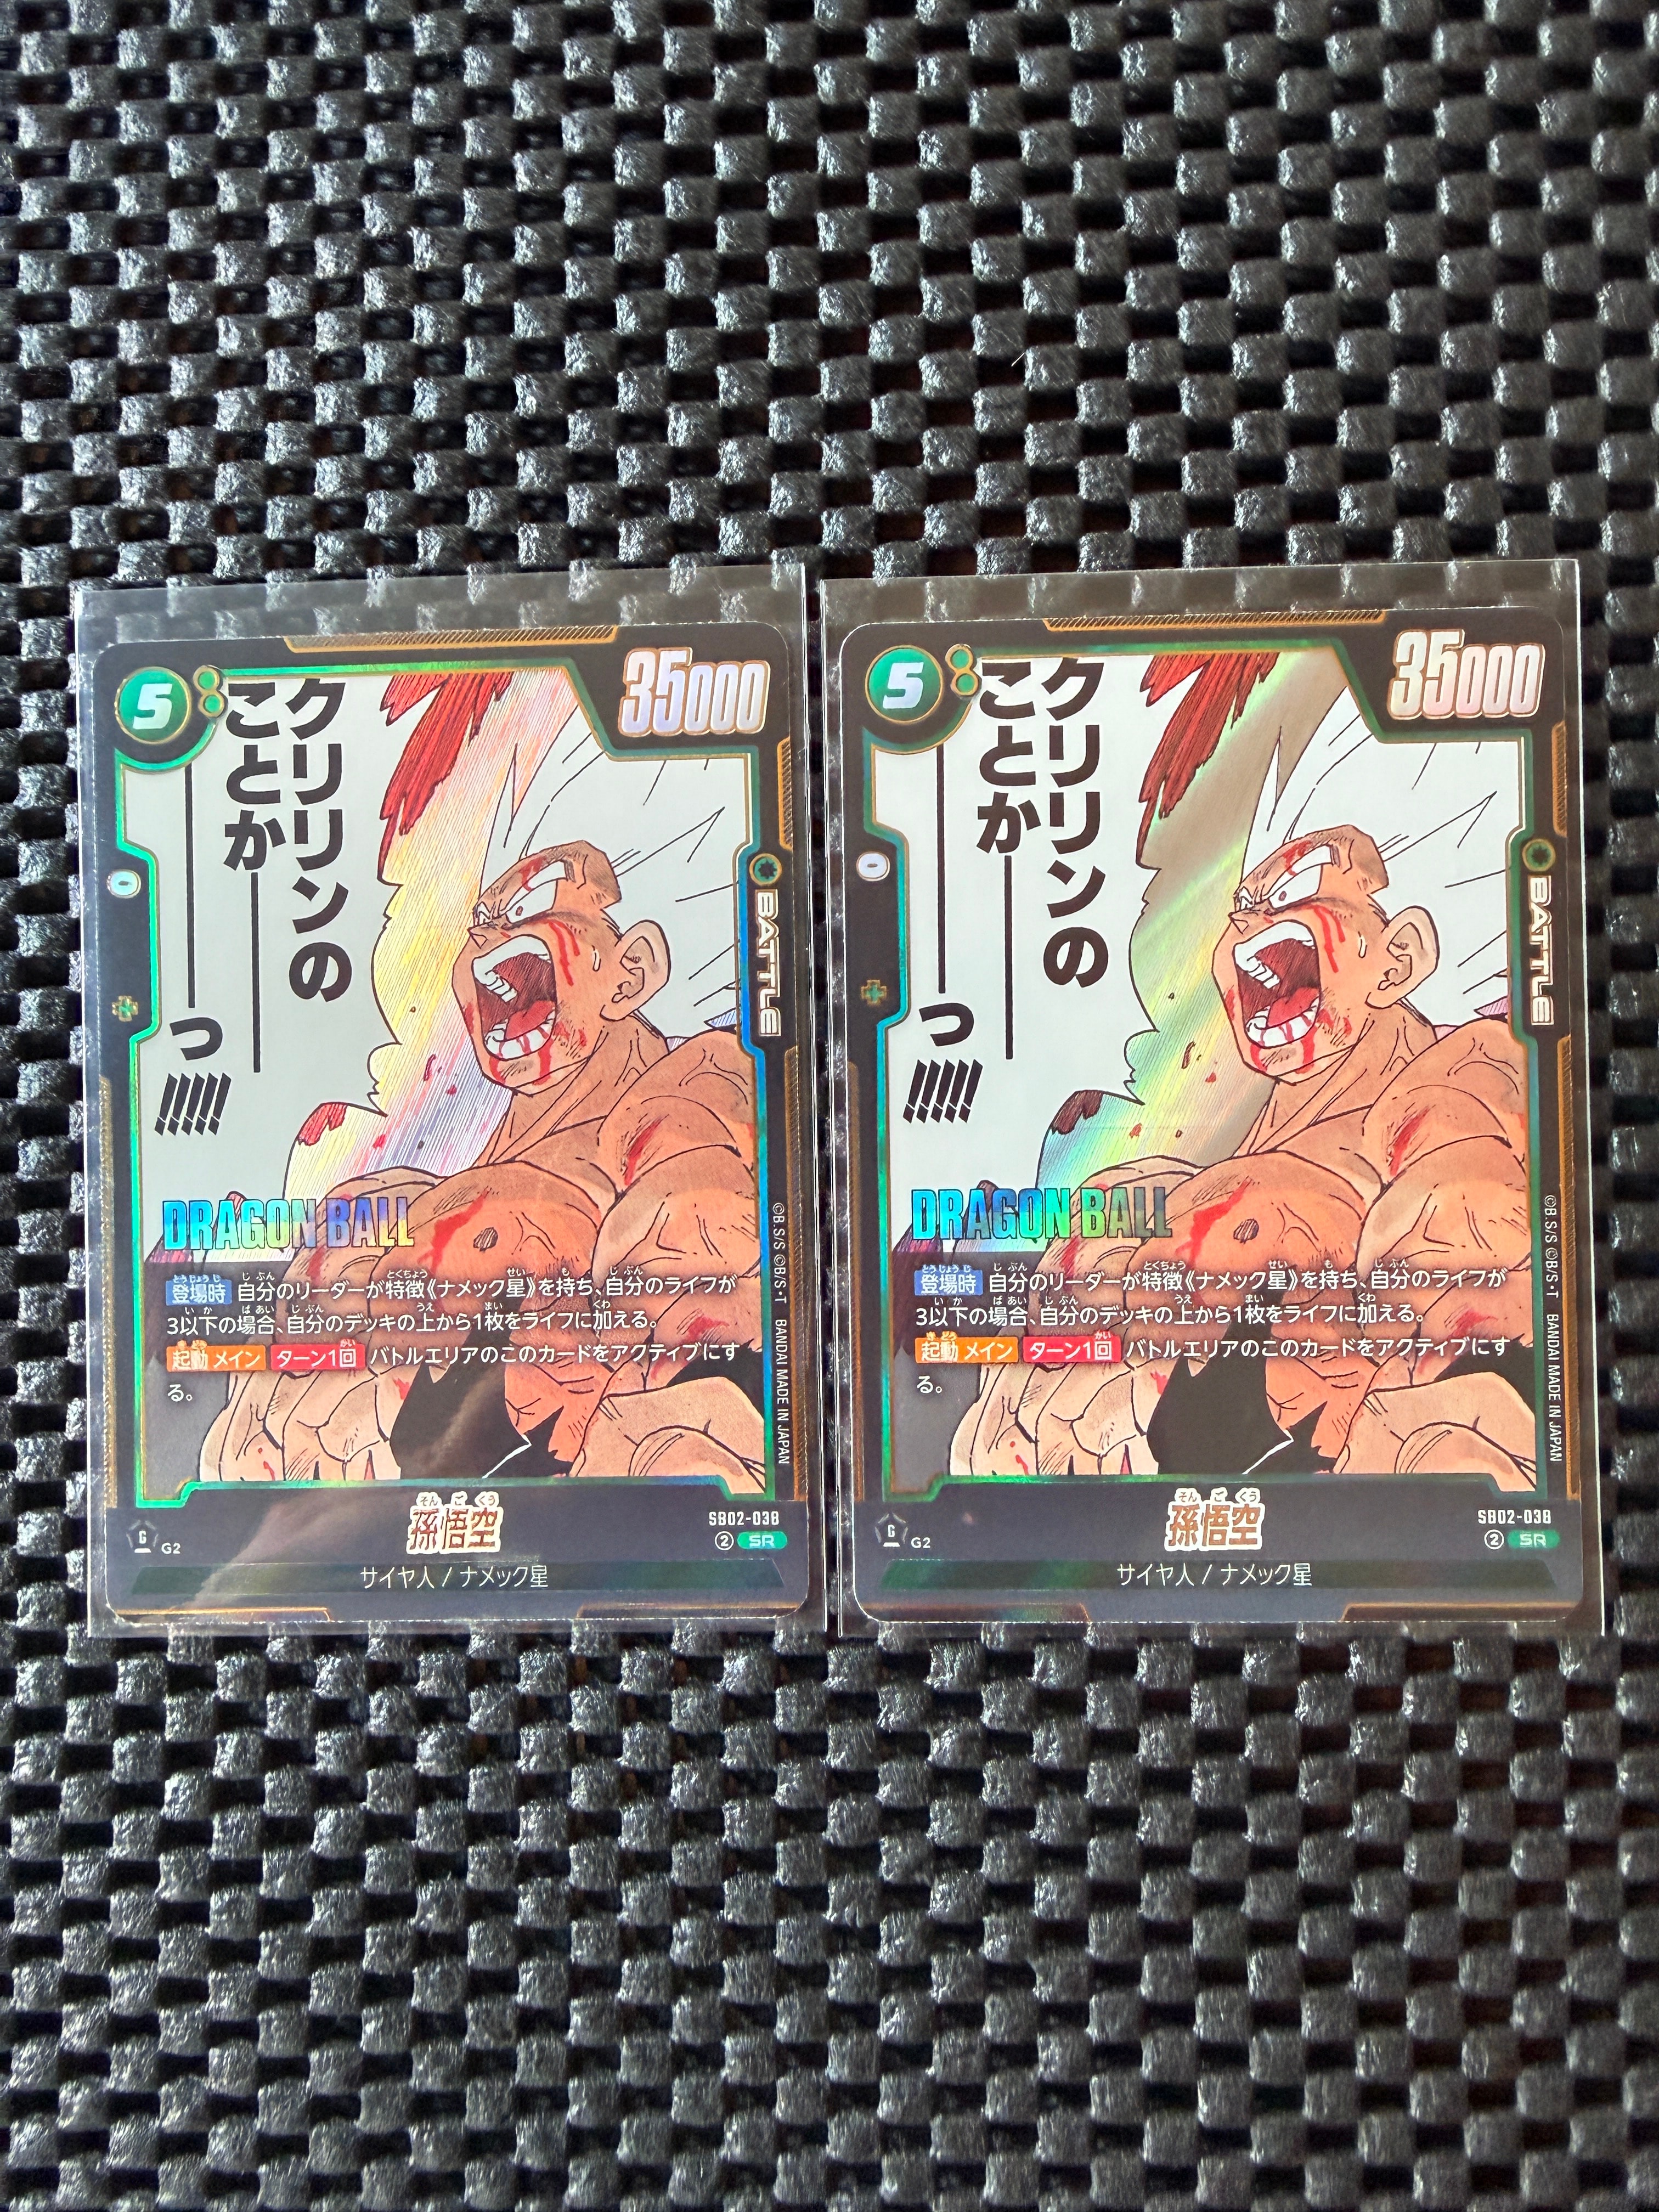 5
35000
クリリンの
ことか――っ!!!!!
BATTLE
DRAGON BALL
登場時 自分のリーダーが特徴《ナメック星》を持ち、自分のライフが
3以下の場合、自分のデッキの上から1枚をライフに加える。
起動メイン ターン1回 バトルエリアのこのカードをアクティブにす
る。
©B.S/S ©B/S・T BANDAI MADE IN JAPAN
そんごくう
孫悟空
G G2
SB02-038
② SR
サイヤ人 / ナメック星
5
35000
クリリンの
ことか――っ!!!!!
BATTLE
DRAGON BALL
登場時 自分のリーダーが特徴《ナメック星》を持ち、自分のライフが
3以下の場合、自分のデッキの上から1枚をライフに加える。
起動メイン ターン1回 バトルエリアのこのカードをアクティブにす
る。
©B.S/S ©B/S・T BANDAI MADE IN JAPAN
そんごくう
孫悟空
G G2
SB02-038
② SR
サイヤ人 / ナメック星